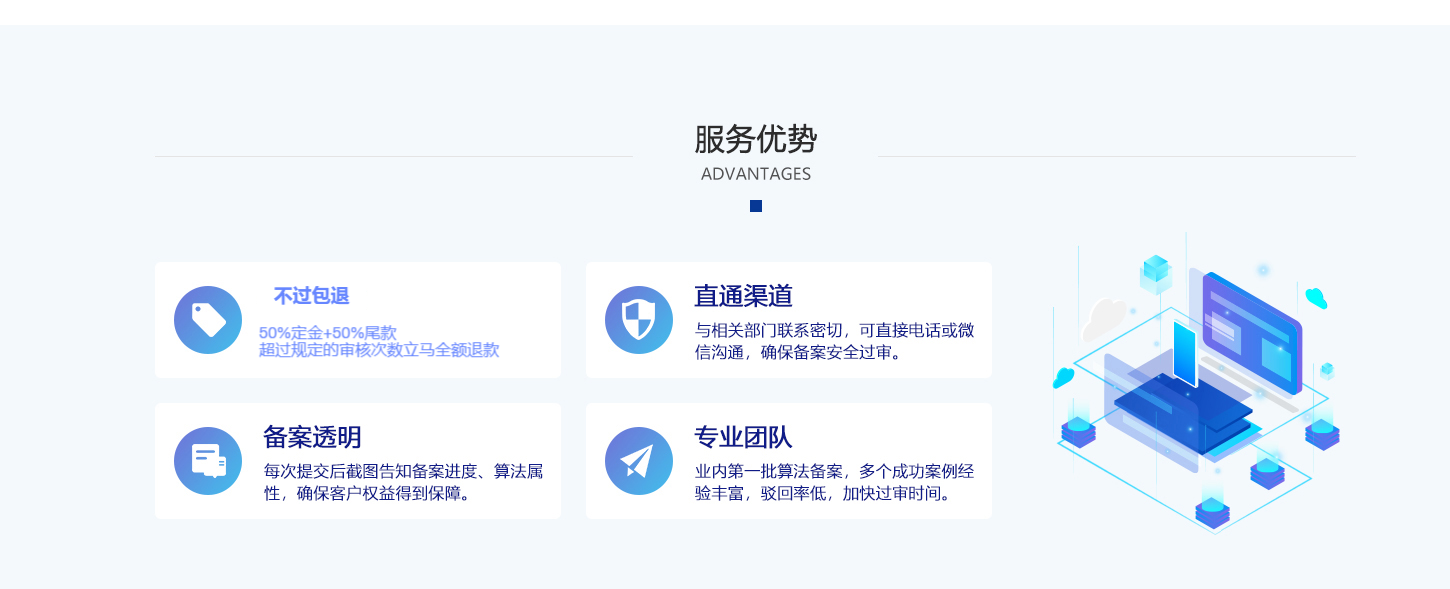 服务优势
ADVANTAGES
不过包退
50%定金+50%尾款
超过规定的审核次数立马全额退款
直通渠道
与相关部门联系密切，可直接电话或微
信沟通，确保备案安全过审。
备案透明
每次提交后截图告知备案进度、算法属
性，确保客户权益得到保障。
专业团队
业内第一批算法备案，多个成功案例经
验丰富，驳回率低，加快过审时间。